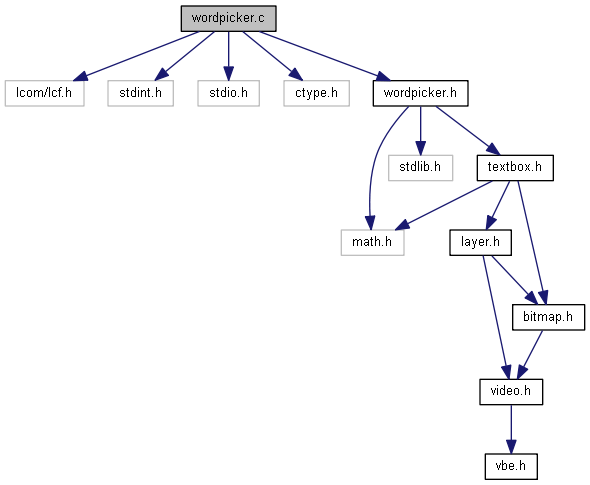 wordpicker.c
lcom/lcf.h
stdint.h
stdio.h
ctype.h
wordpicker.h
stdlib.h
textbox.h
math.h
layer.h
bitmap.h
video.h
vbe.h